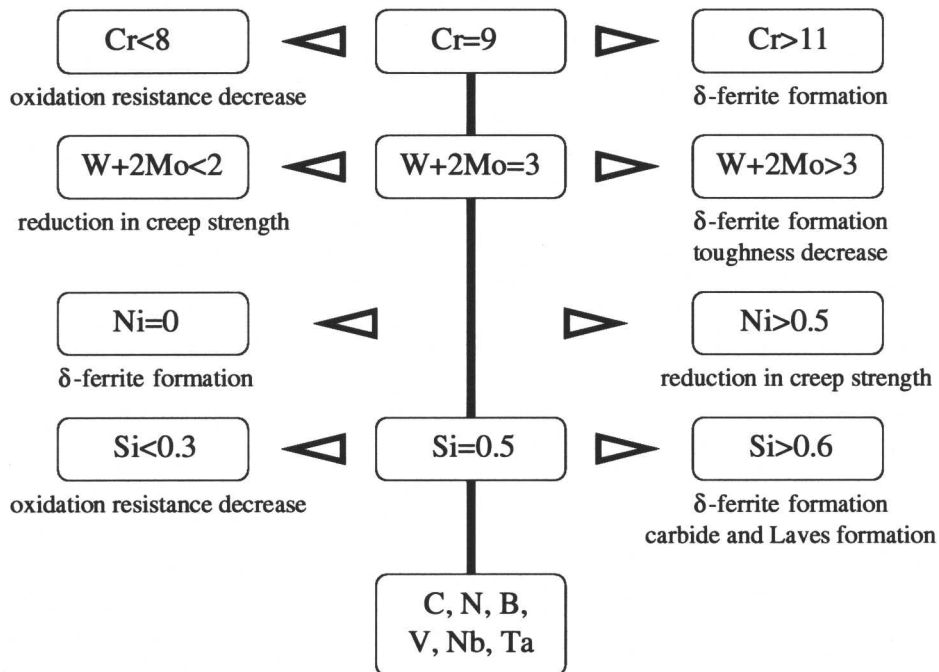 Cr<8
Cr=9
Cr>11
oxidation resistance decrease
δ-ferrite formation
W+2Mo<2
W+2Mo=3
W+2Mo>3
reduction in creep strength
δ-ferrite formation
toughness decrease
Ni=0
Ni>0.5
δ-ferrite formation
reduction in creep strength
Si<0.3
Si=0.5
Si>0.6
oxidation resistance decrease
δ-ferrite formation
carbide and Laves formation
C, N, B,
V, Nb, Ta